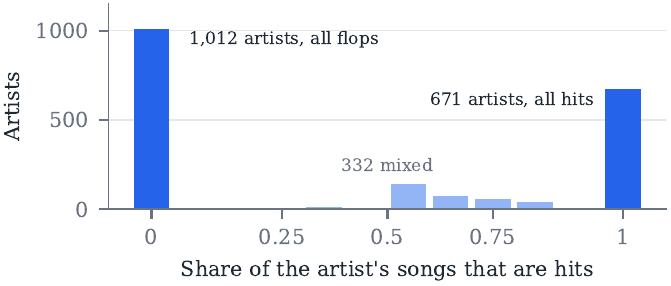 1000
1,012 artists, all flops
671 artists, all hits
Artists
500
332 mixed
0
0 0.25 0.5 0.75 1
Share of the artist's songs that are hits